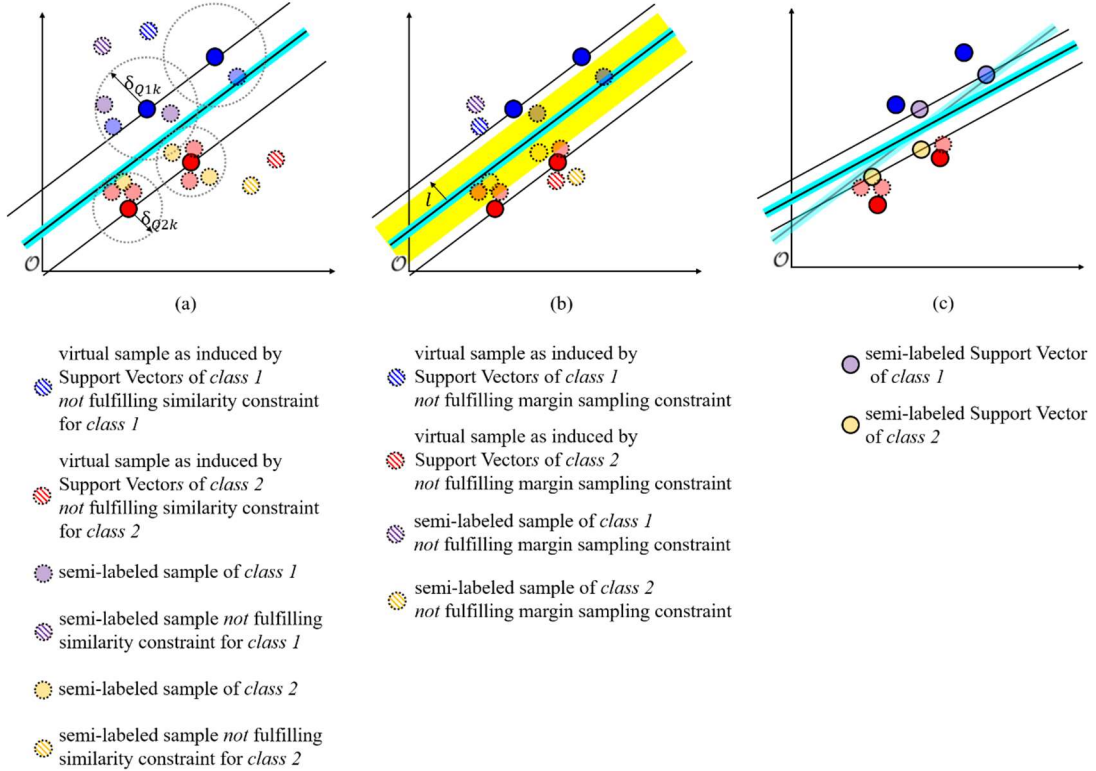 δQ1k
δQ2k
𝒪
(a)
l
𝒪
(b)
𝒪
(c)
virtual sample as induced by
Support Vectors of class 1
not fulfilling similarity constraint
for class 1
virtual sample as induced by
Support Vectors of class 2
not fulfilling similarity constraint
for class 2
semi-labeled sample of class 1
semi-labeled sample not fulfilling
similarity constraint for class 1
semi-labeled sample of class 2
semi-labeled sample not fulfilling
similarity constraint for class 2
virtual sample as induced by
Support Vectors of class 1
not fulfilling margin sampling constraint
virtual sample as induced by
Support Vectors of class 2
not fulfilling margin sampling constraint
semi-labeled sample of class 1
not fulfilling margin sampling constraint
semi-labeled sample of class 2
not fulfilling margin sampling constraint
semi-labeled Support Vector
of class 1
semi-labeled Support Vector
of class 2